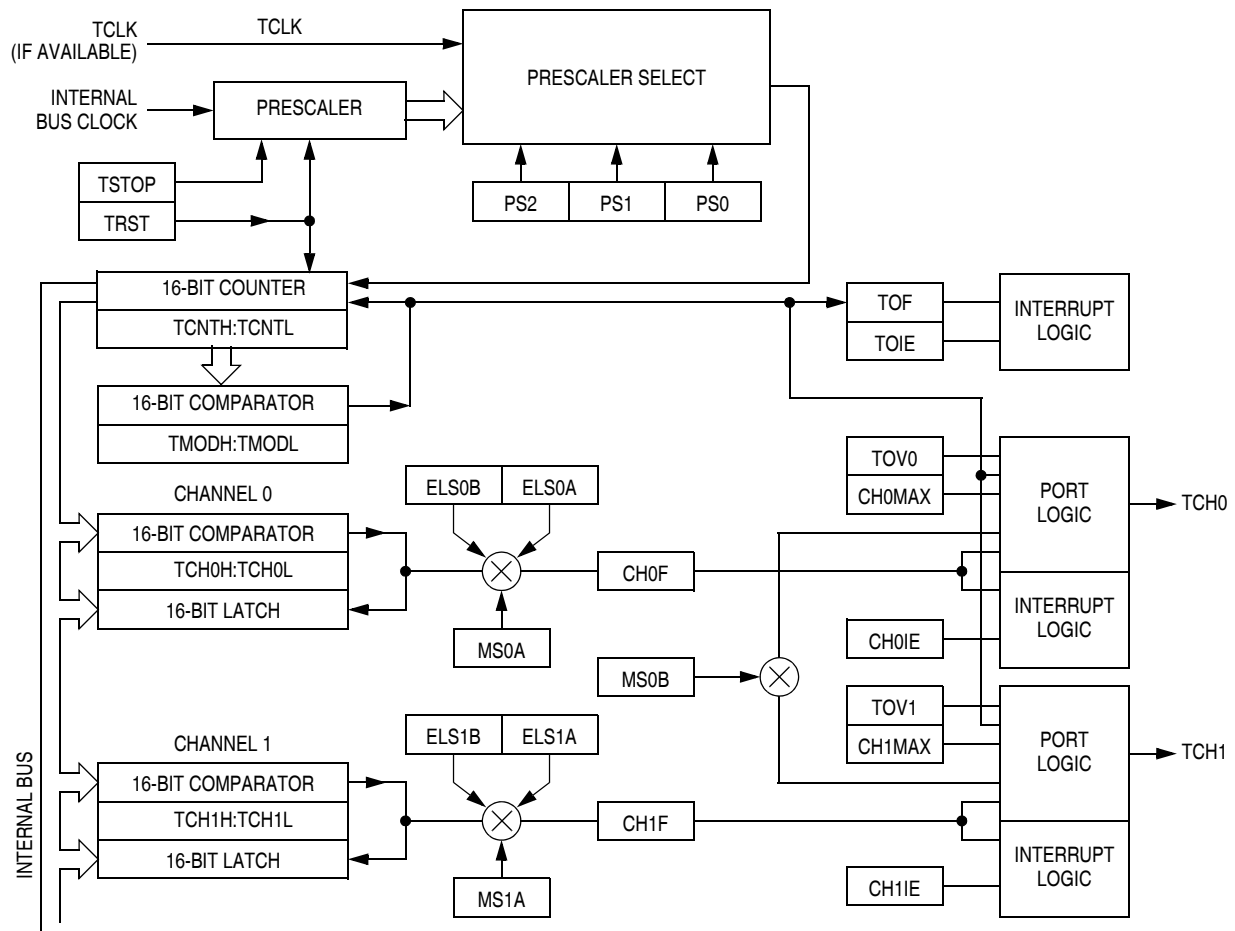 TCLK
(IF AVAILABLE)
TCLK
PRESCALER SELECT
INTERNAL
BUS CLOCK
PRESCALER
TSTOP
TRST
PS2
PS1
PS0
16-BIT COUNTER
TCNTH:TCNTL
TOF
TOIE
INTERRUPT
LOGIC
16-BIT COMPARATOR
TMODH:TMODL
CHANNEL 0
ELS0B
ELS0A
TOV0
CH0MAX
PORT
LOGIC
TCH0
16-BIT COMPARATOR
TCH0H:TCH0L
16-BIT LATCH
CH0F
MS0A
INTERRUPT
LOGIC
CH0IE
MS0B
CHANNEL 1
ELS1B
ELS1A
TOV1
CH1MAX
PORT
LOGIC
TCH1
16-BIT COMPARATOR
TCH1H:TCH1L
16-BIT LATCH
CH1F
MS1A
INTERRUPT
LOGIC
CH1IE
INTERNAL BUS